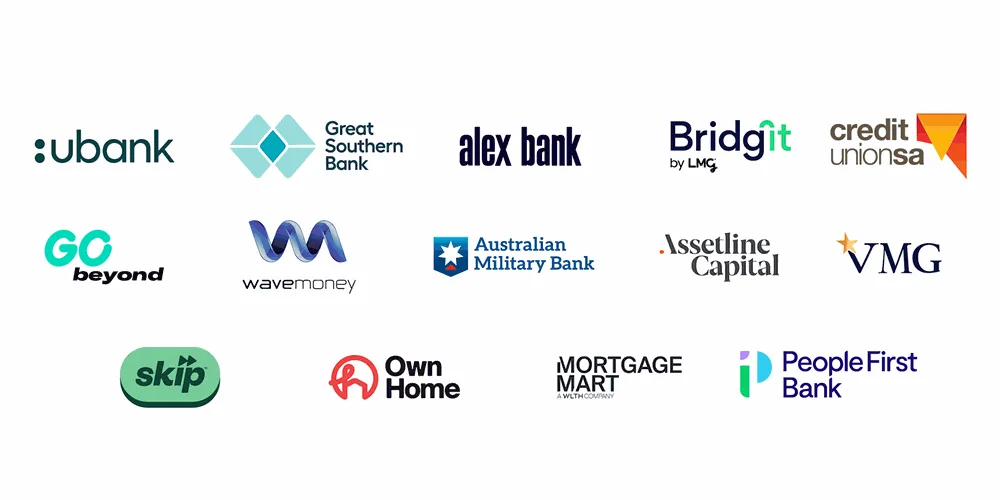 :ubank
Great
Southern
Bank
alex bank
Bridgit
by LMG
credit
unionsa
GO
beyond
wavemoney
Australian
Military Bank
Assetline
Capital
VMG
skip
Own
Home
MORTGAGE
MART
A WLTH COMPANY
People First
Bank